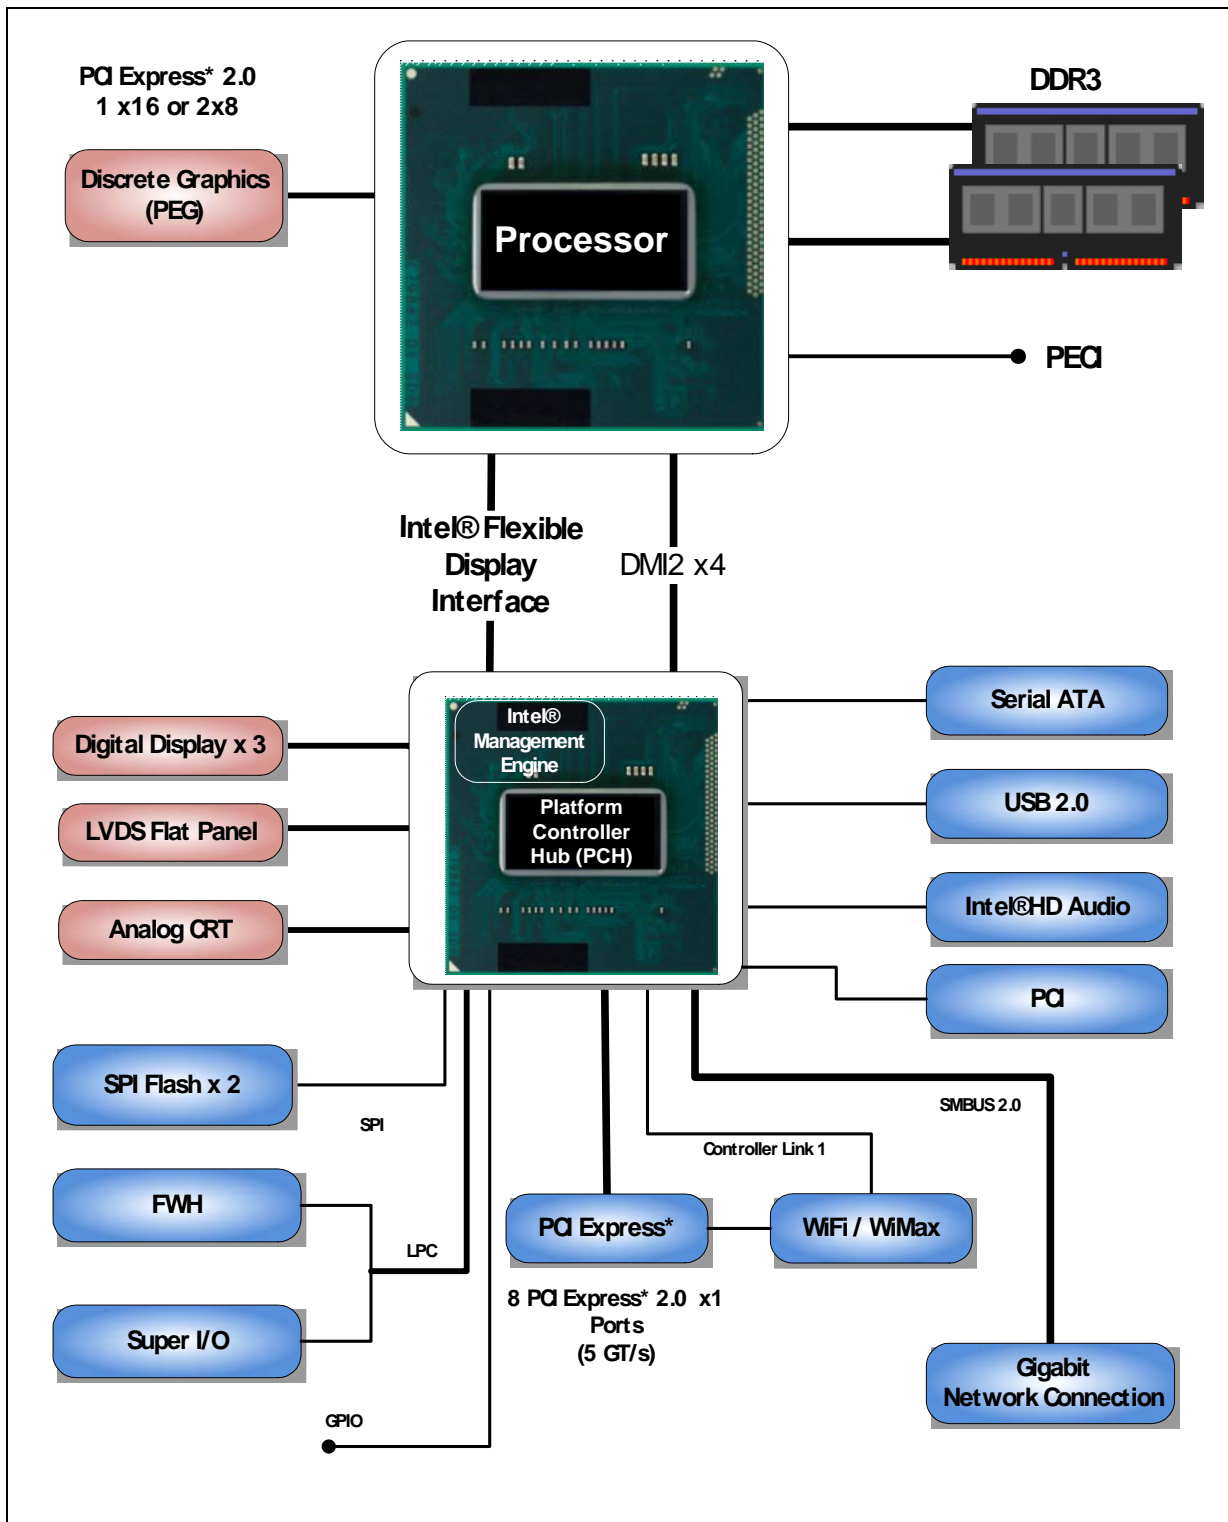 PCI Express* 2.0
1 x16 or 2x8
DDR3
Discrete Graphics
(PEG)
Processor
PECI
Intel® Flexible
Display
Interface
DMI2 x4
Intel®
Management
Engine
Platform
Controller
Hub (PCH)
Digital Display x 3
LVDS Flat Panel
Analog CRT
Serial ATA
USB 2.0
Intel® HD Audio
PCI
SPI Flash x 2
SPI
FWH
LPC
Super I/O
GPIO
SMBUS 2.0
Controller Link 1
PCI Express*
WiFi / WiMax
8 PCI Express* 2.0 x1
Ports
(5 GT/s)
Gigabit
Network Connection